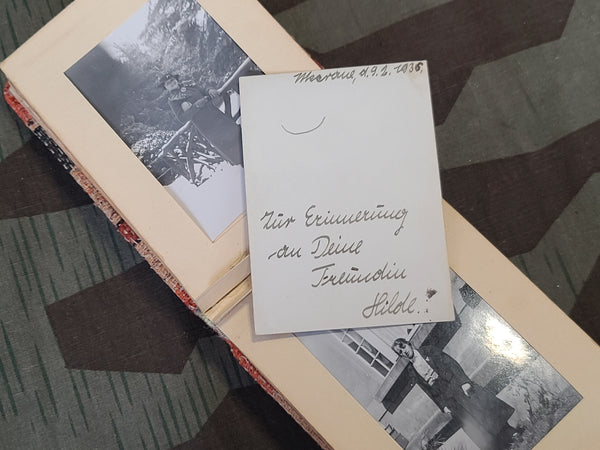 Meerane, d. 9.2. 1936.
Zur Erinnerung
an Deine
Freundin
Hilde.